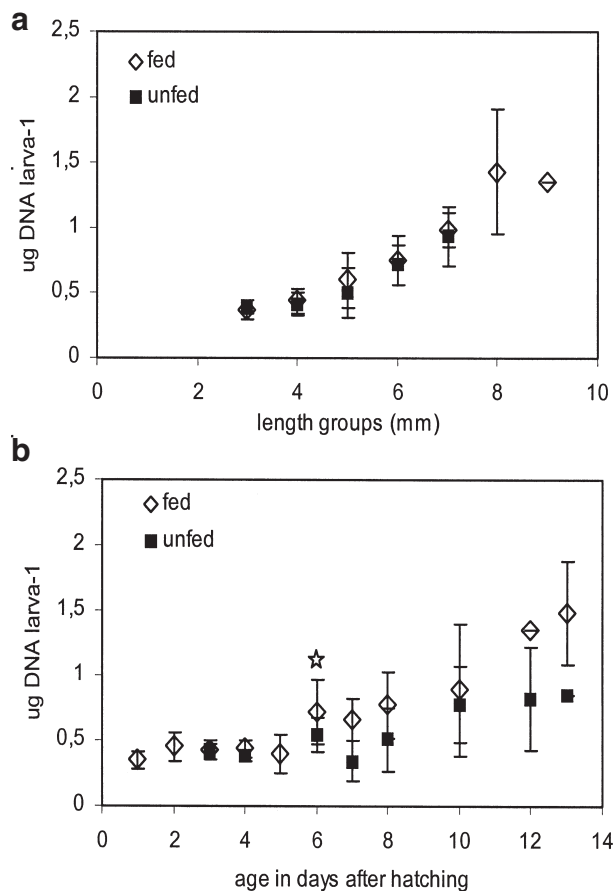 a
2,5
2
1,5
1
0,5
0
ug DNA larva-1
fed
unfed
0 2 4 6 8 10
length groups (mm)
b
2,5
2
1,5
1
0,5
0
ug DNA larva-1
fed
unfed
0 2 4 6 8 10 12 14
age in days after hatching